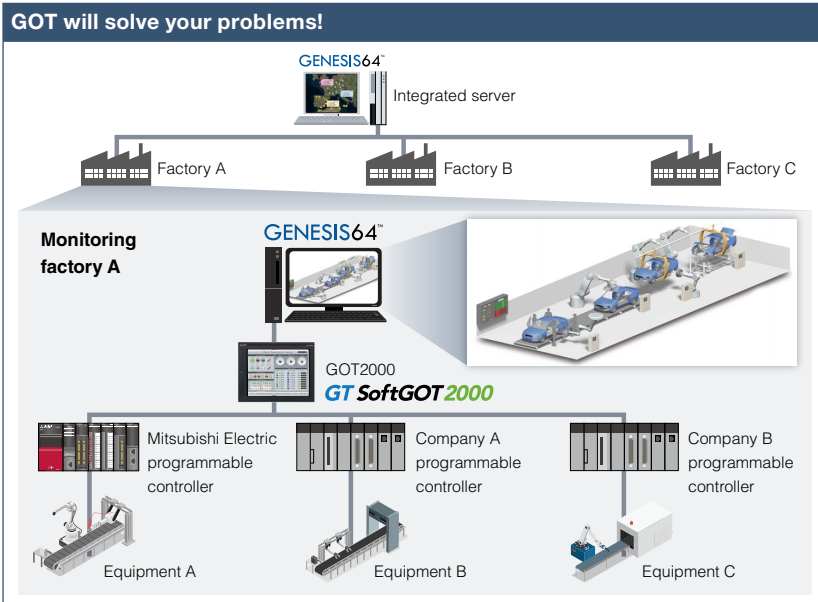 GOT will solve your problems!
GENESIS64™
Integrated server
Factory A
Factory B
Factory C
Monitoring
factory A
GENESIS64™
GOT2000
GT SoftGOT2000
Mitsubishi Electric
programmable
controller
Company A
programmable
controller
Company B
programmable
controller
Equipment A
Equipment B
Equipment C